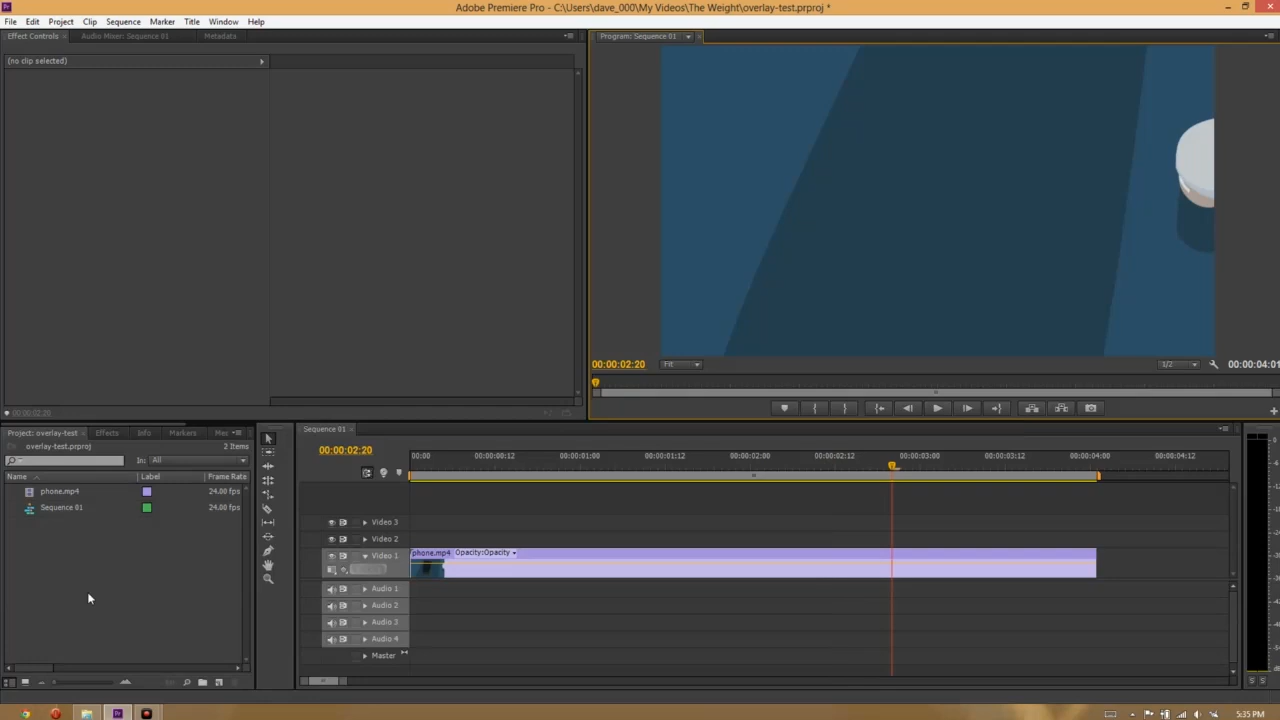 Adobe Premiere Pro - C:\Users\dave_000\My Videos\The Weight\overlay-test.prproj *
File Edit Project Clip Sequence Marker Title Window Help
Effect Controls Audio Mixer: Sequence 01 Metadata
Program: Sequence 01
(no clip selected)
00:00:02:20 Fit 1/2 00:00:04:01
00:00:02:20
Project: overlay-test Effects Info Markers Me
overlay-test.prproj 2 Items
In: All
Name Label Frame Rate
phone.mp4 24.00 fps
Sequence 01 24.00 fps
Sequence 01
00:00:02:20
00:00 00:00:00:12 00:00:01:00 00:00:01:12 00:00:02:00 00:00:02:12 00:00:03:00 00:00:03:12 00:00:04:00 00:00:04:12
Video 3
Video 2
Video 1
phone.mp4 Opacity:Opacity
Audio 1
Audio 2
Audio 3
Audio 4
Master
S S
5:35 PM